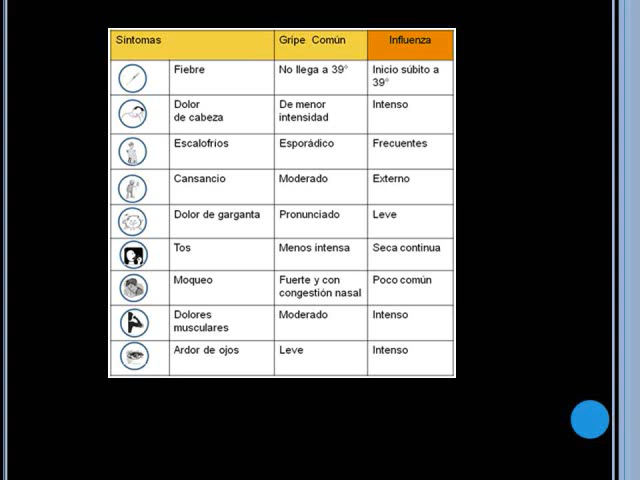 Síntomas Gripe Común Influenza
Fiebre No llega a 39° Inicio súbito a
39°
Dolor De menor Intenso
de cabeza intensidad
Escalofríos Esporádico Frecuentes
Cansancio Moderado Externo
Dolor de garganta Pronunciado Leve
Tos Menos intensa Seca continua
Moqueo Fuerte y con Poco común
congestión nasal
Dolores Moderado Intenso
musculares
Ardor de ojos Leve Intenso